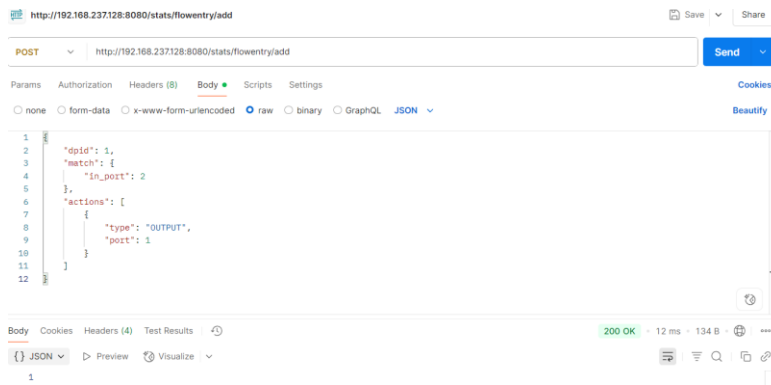 HTTP http://192.168.237.128:8080/stats/flowentry/add Save Share
POST http://192.168.237.128:8080/stats/flowentry/add Send
Params Authorization Headers (8) Body Scripts Settings Cookies
none form-data x-www-form-urlencoded raw binary GraphQL JSON Beautify
1 {
2 "dpid": 1,
3 "match": {
4 "in_port": 2
5 },
6 "actions": [
7 {
8 "type": "OUTPUT",
9 "port": 1
10 }
11 ]
12 }
Body Cookies Headers (4) Test Results 200 OK • 12 ms • 134 B
{} JSON Preview Visualize
1